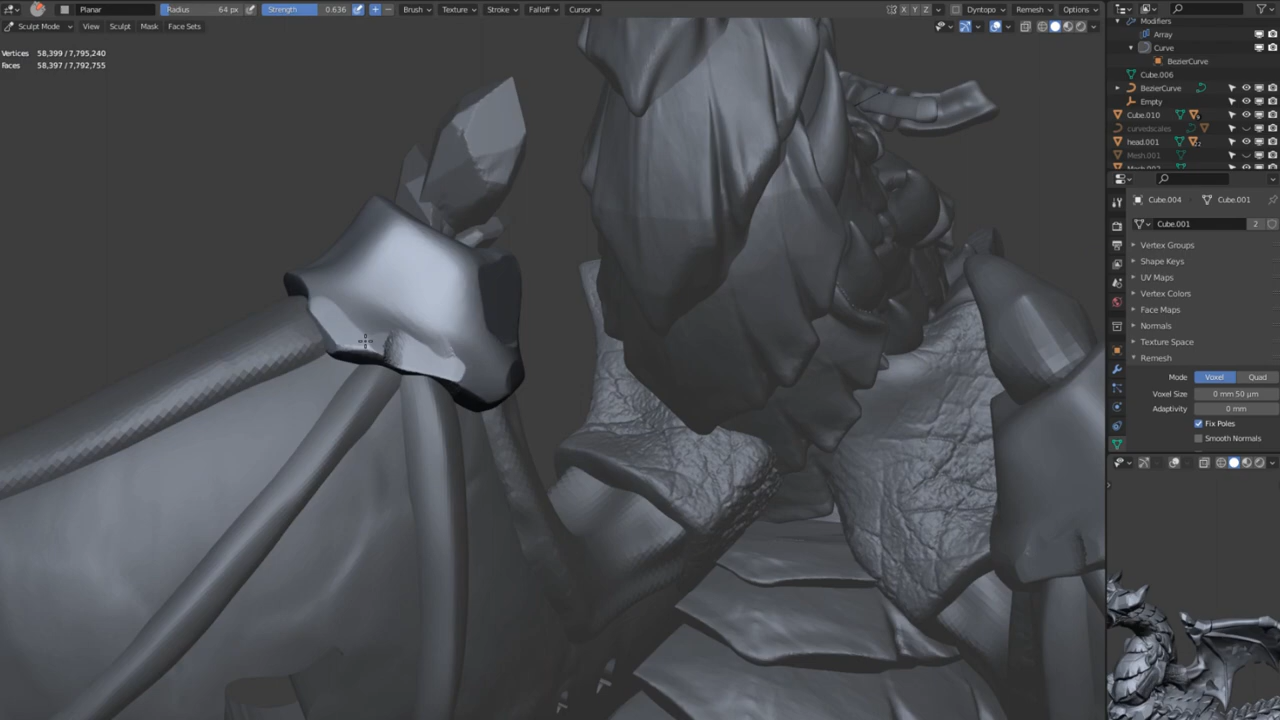 Planar
Radius 64 px
Strength 0.636
Brush
Texture
Stroke
Falloff
Cursor
X Y Z
Dyntopo
Remesh
Options
Sculpt Mode
View
Sculpt
Mask
Face Sets
Vertices 58,399 / 7,795,240
Faces 58,397 / 7,792,755
Modifiers
Array
Curve
BezierCurve
Cube.006
BezierCurve
Empty
Cube.010
curvedscales
head.001
Mesh.001
Cube.004
Cube.001
Cube.001 2
Vertex Groups
Shape Keys
UV Maps
Vertex Colors
Face Maps
Normals
Texture Space
Remesh
Mode Voxel Quad
Voxel Size 0 mm 50 µm
Adaptivity 0 mm
Fix Poles
Smooth Normals